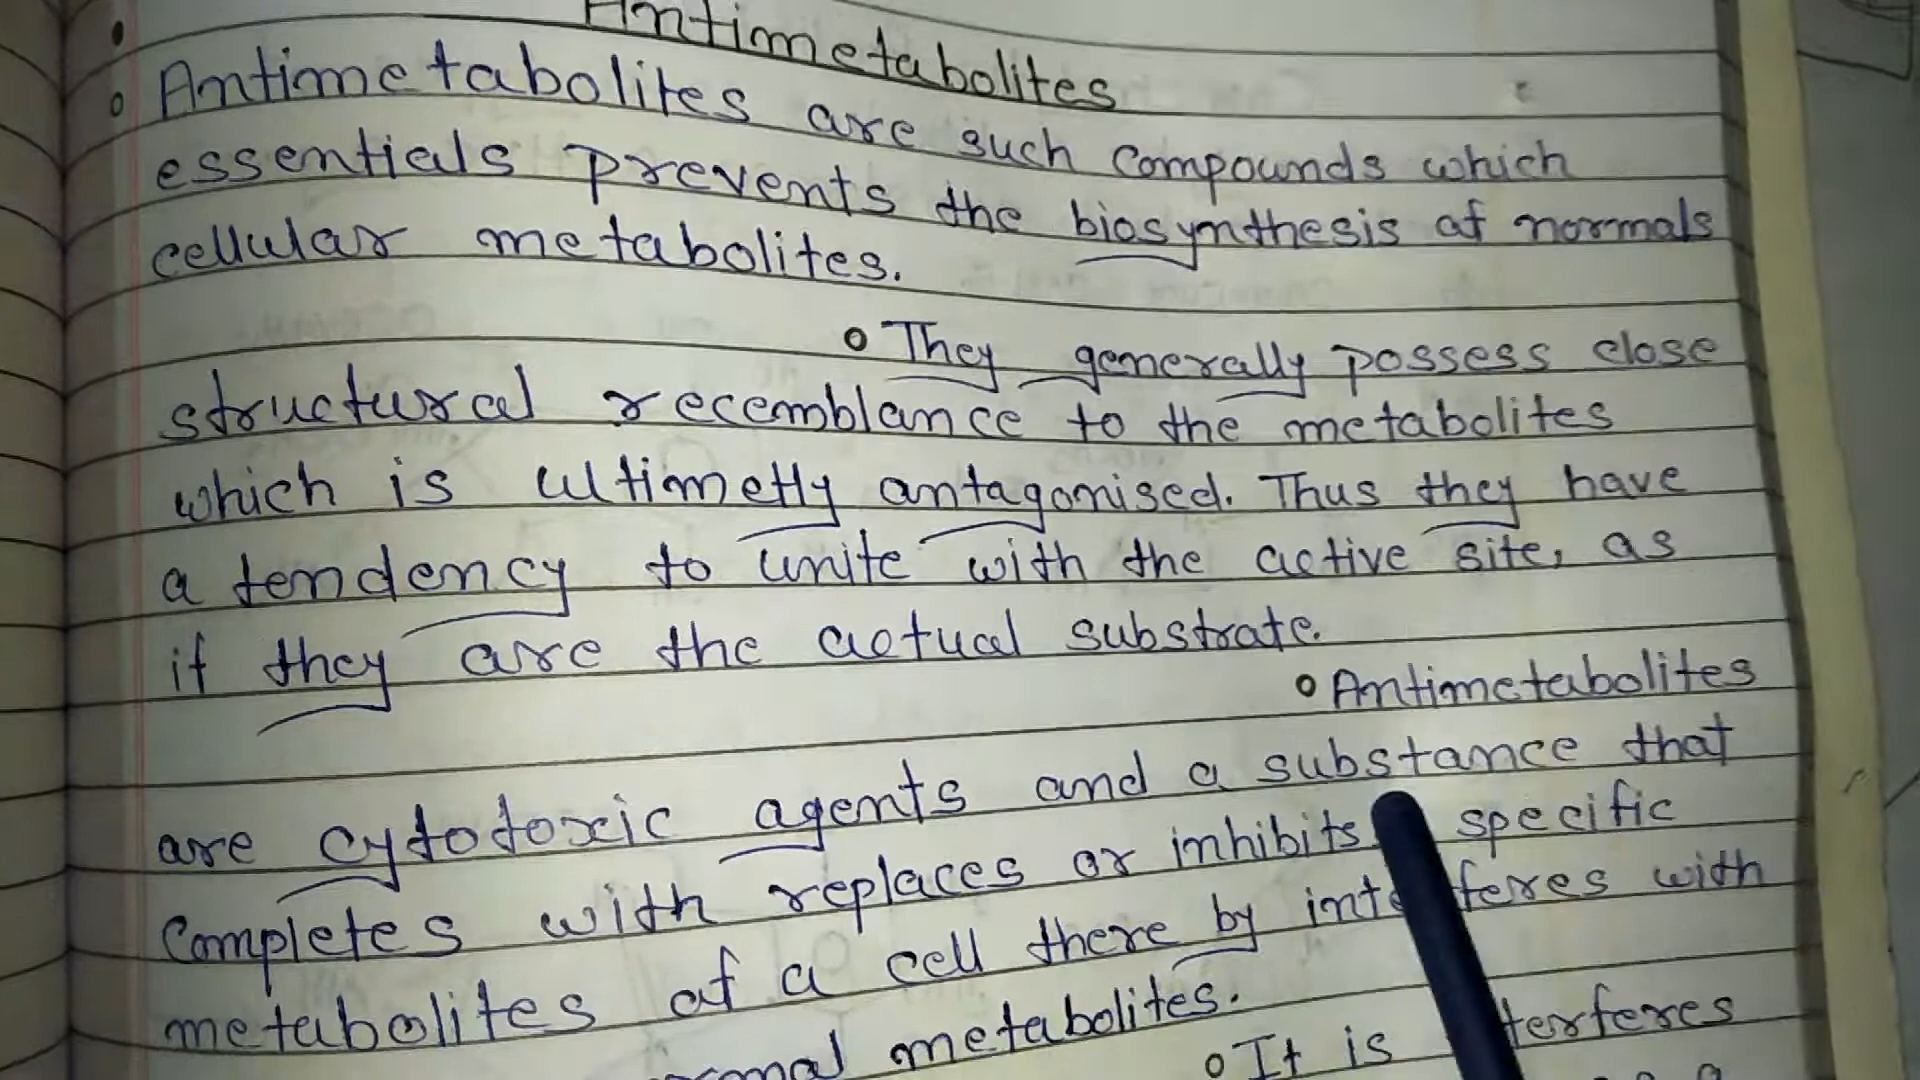 Antimetabolites
Antimetabolites are such compounds which
essentials prevents the biosynthesis of normals
cellular metabolites.
They generally possess close
structural recemblance to the metabolites
which is ultimetly antagonised. Thus they have
a tendency to unite with the active site, as
if they are the actual substrate.
Antimetabolites
are cytotoxic agents and a substance that
completes with replaces or inhibits specific
metabolites of a cell there by with
metabolites.
It is